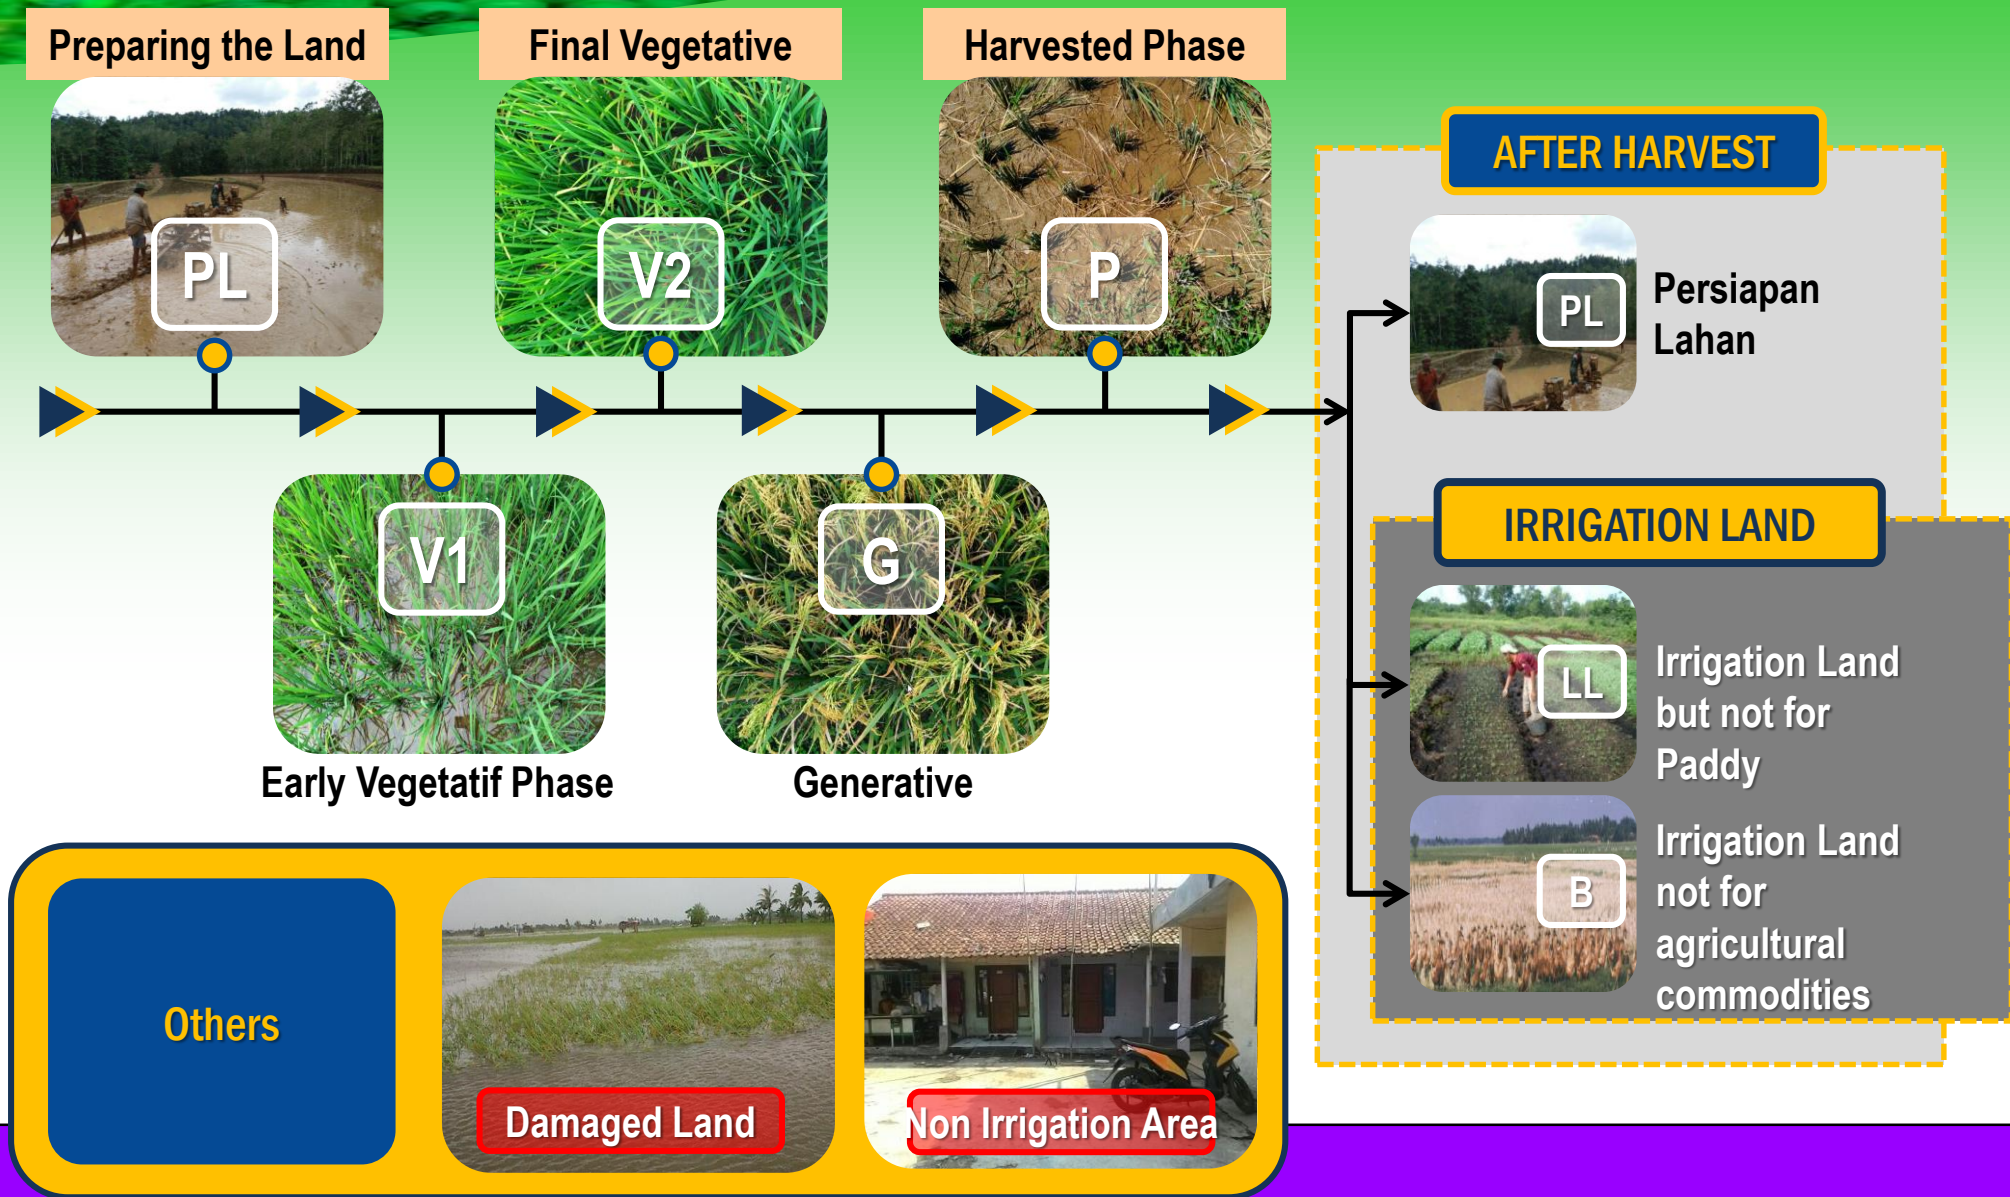 Preparing the Land
Final Vegetative
Harvested Phase
PL
V2
P
V1
G
Early Vegetatif Phase
Generative
AFTER HARVEST
PL
Persiapan
Lahan
IRRIGATION LAND
LL
Irrigation Land
but not for
Paddy
B
Irrigation Land
not for
agricultural
commodities
Others
Damaged Land
Non Irrigation Area